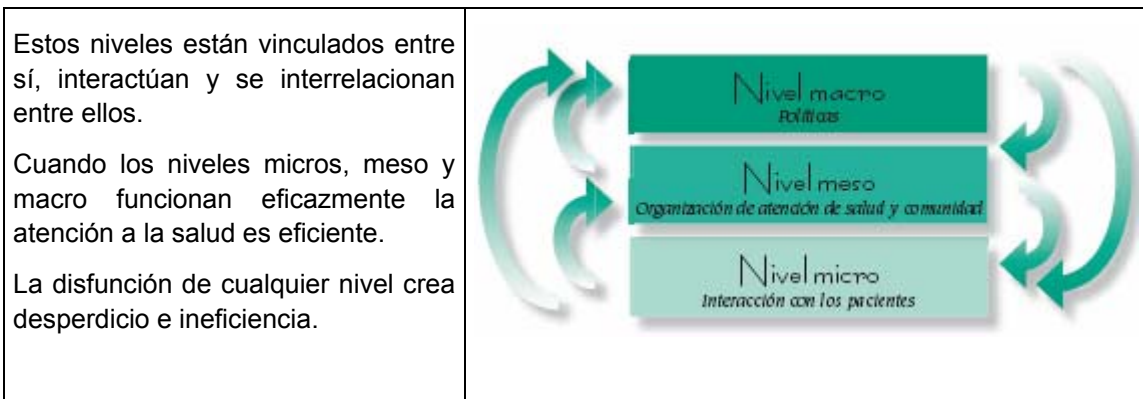 Estos niveles están vinculados entre
sí, interactúan y se interrelacionan
entre ellos.
Cuando los niveles micros, meso y
macro funcionan eficazmente la
atención a la salud es eficiente.
La disfunción de cualquier nivel crea
desperdicio e ineficiencia.
Nivel macro
Políticas
Nivel meso
Organización de atención de salud y comunidad
Nivel micro
Interacción con los pacientes